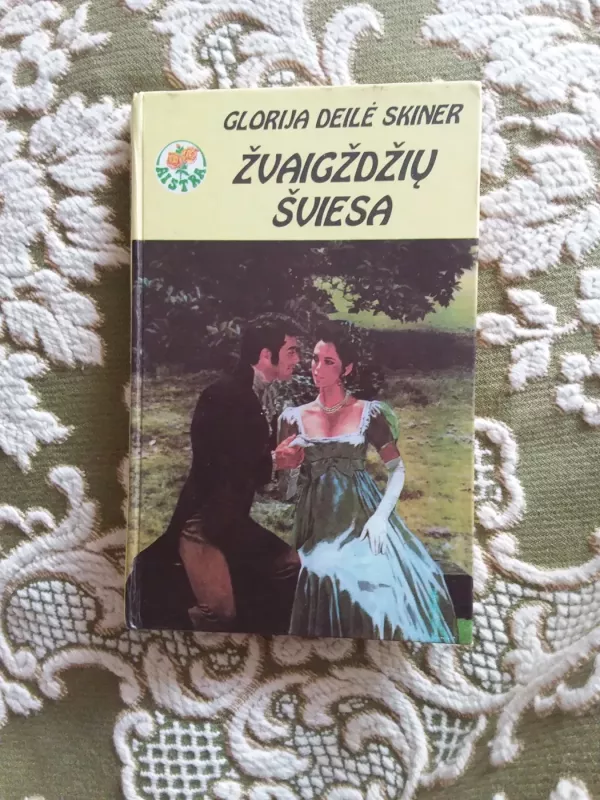 GLORIJA DEILĖ SKINER
ŽVAIGŽDŽIŲ
ŠVIESA
AISTRA